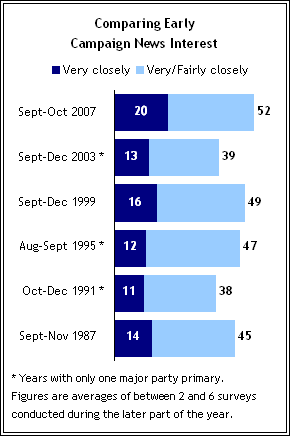 Comparing Early
Campaign News Interest
Very closely Very/Fairly closely
Sept-Oct 2007 20 52
Sept-Dec 2003 * 13 39
Sept-Dec 1999 16 49
Aug-Sept 1995 * 12 47
Oct-Dec 1991 * 11 38
Sept-Nov 1987 14 45
* Years with only one major party primary.
Figures are averages of between 2 and 6 surveys
conducted during the later part of the year.